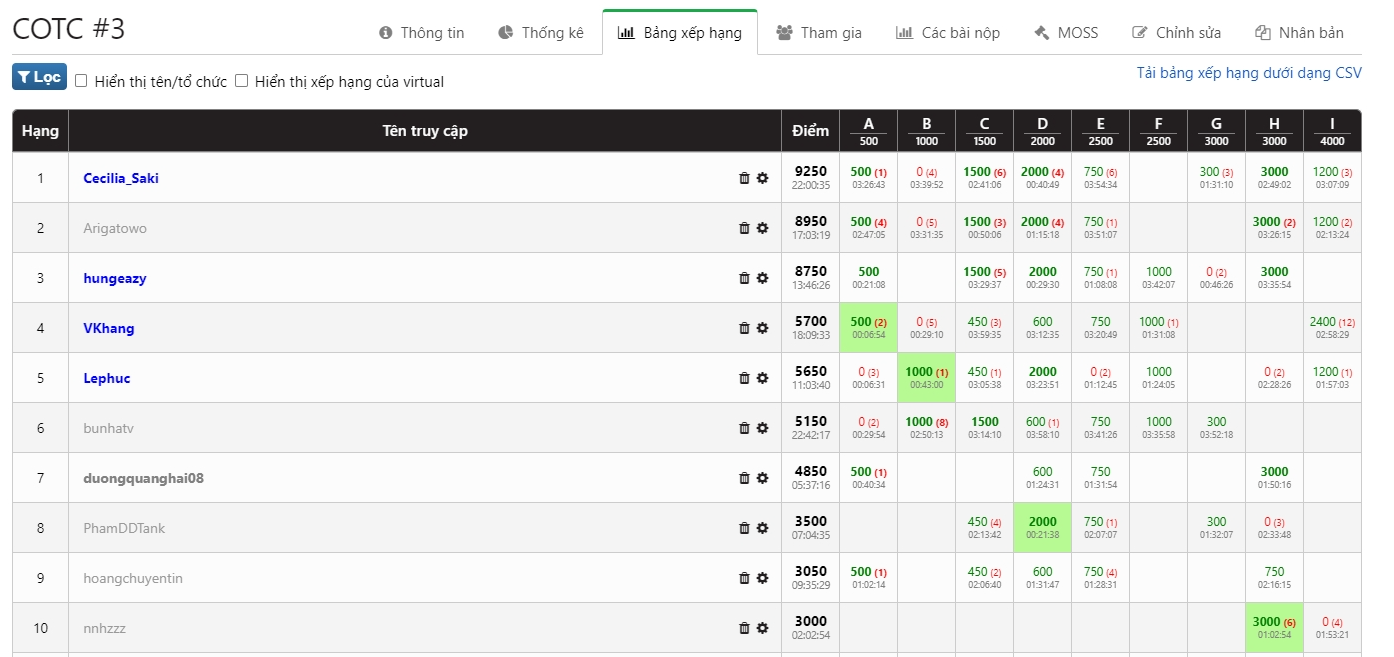 COTC #3
Thông tin Thống kê Bảng xếp hạng Tham gia Các bài nộp MOSS Chỉnh sửa Nhân bản
Lọc Hiển thị tên/tổ chức Hiển thị xếp hạng của virtual Tải bảng xếp hạng dưới dạng CSV
Hạng Tên truy cập Điểm A B C D E F G H I
500 1000 1500 2000 2500 2500 3000 3000 4000
1 Cecilia_Saki 9250 500 (1) 0 (4) 1500 (6) 2000 (4) 750 (6) 300 (3) 3000 1200 (3)
22:00:35 03:26:43 03:39:52 02:41:06 00:40:49 03:54:34 01:31:10 02:49:02 03:07:09
2 Arigatowo 8950 500 (4) 0 (5) 1500 (3) 2000 (4) 750 (1) 3000 (2) 1200 (2)
17:03:19 02:47:05 03:31:35 00:50:06 01:15:18 03:51:07 03:26:15 02:13:24
3 hungeazy 8750 500 1500 (5) 2000 750 (1) 1000 0 (2) 3000
13:46:26 00:21:08 03:29:37 00:29:30 01:08:08 03:42:07 00:46:26 03:35:54
4 VKhang 5700 500 (2) 0 (5) 450 (3) 600 750 1000 (1) 2400 (12)
18:09:33 00:06:54 00:29:10 03:59:35 03:12:35 03:20:49 01:31:08 02:58:29
5 Lephuc 5650 0 (3) 1000 (1) 450 (1) 2000 0 (2) 1000 0 (2) 1200 (1)
11:03:40 00:06:31 00:43:00 03:05:38 03:23:51 01:12:45 01:24:05 02:28:26 01:57:03
6 bunhatv 5150 0 (2) 1000 (8) 1500 600 (1) 750 1000 300
22:42:17 00:29:54 02:50:13 03:14:10 03:58:10 03:41:26 03:35:58 03:52:18
7 duongquanghai08 4850 500 (1) 600 750 3000
05:37:16 00:40:34 01:24:31 01:31:54 01:50:16
8 PhamDDTank 3500 450 (4) 2000 750 (1) 300 0 (3)
07:04:35 02:13:42 00:21:38 02:07:07 01:32:07 02:33:48
9 hoangchuyentin 3050 500 (1) 450 (2) 600 750 (4) 750
09:35:29 01:02:14 02:06:40 01:31:47 01:28:31 02:16:15
10 nnhzzz 3000 3000 (6) 0 (4)
02:02:54 01:02:54 01:53:21